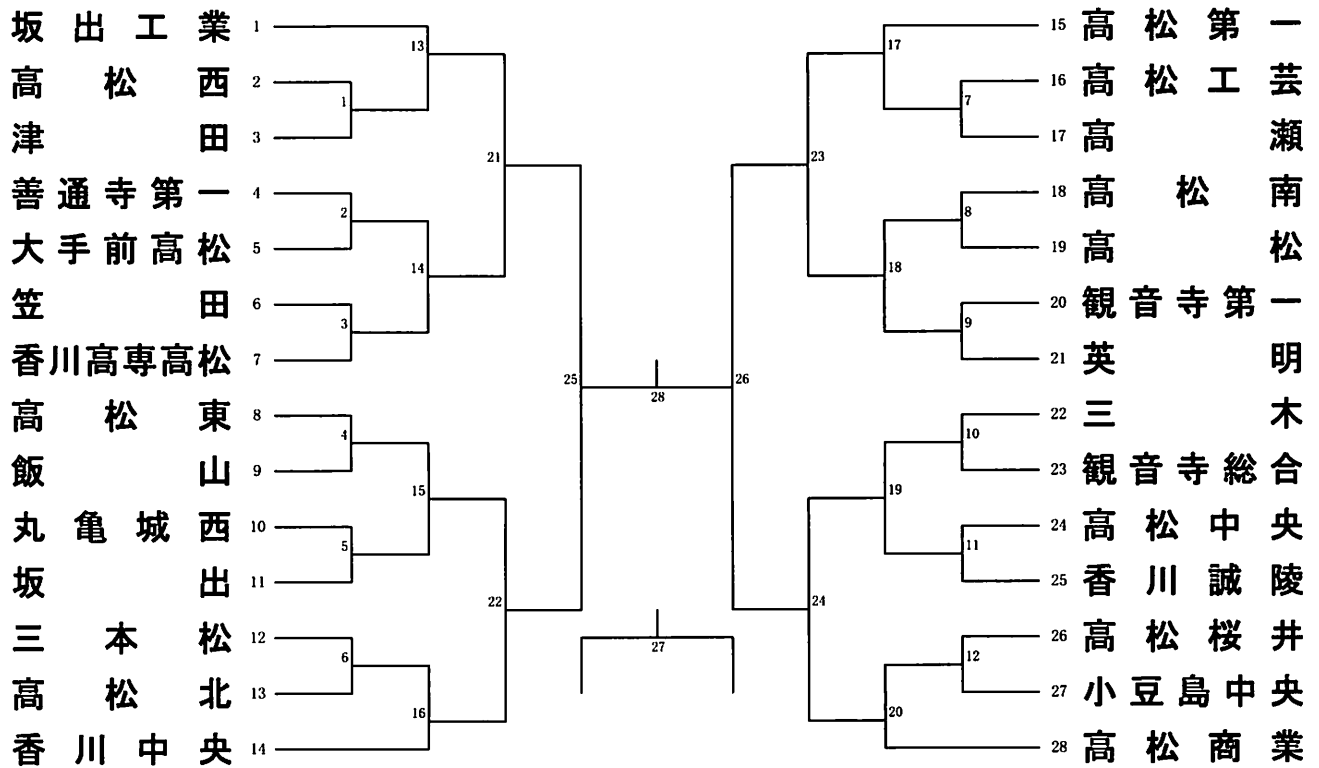 坂出工業 1
高松西 2
津田 3
善通寺第一 4
大手前高松 5
笠田 6
香川高専高松 7
高松東 8
飯山 9
丸亀城西 10
坂出 11
三本松 12
高松北 13
香川中央 14
1
2
3
4
5
6
13
14
15
16
21
22
25
28
27
26
23
24
17
18
19
20
7
8
9
10
11
12
15 高松第一
16 高松工芸
17 高瀬
18 高松南
19 高松
20 観音寺第一
21 英明
22 三木
23 観音寺総合
24 高松中央
25 香川誠陵
26 高松桜井
27 小豆島中央
28 高松商業